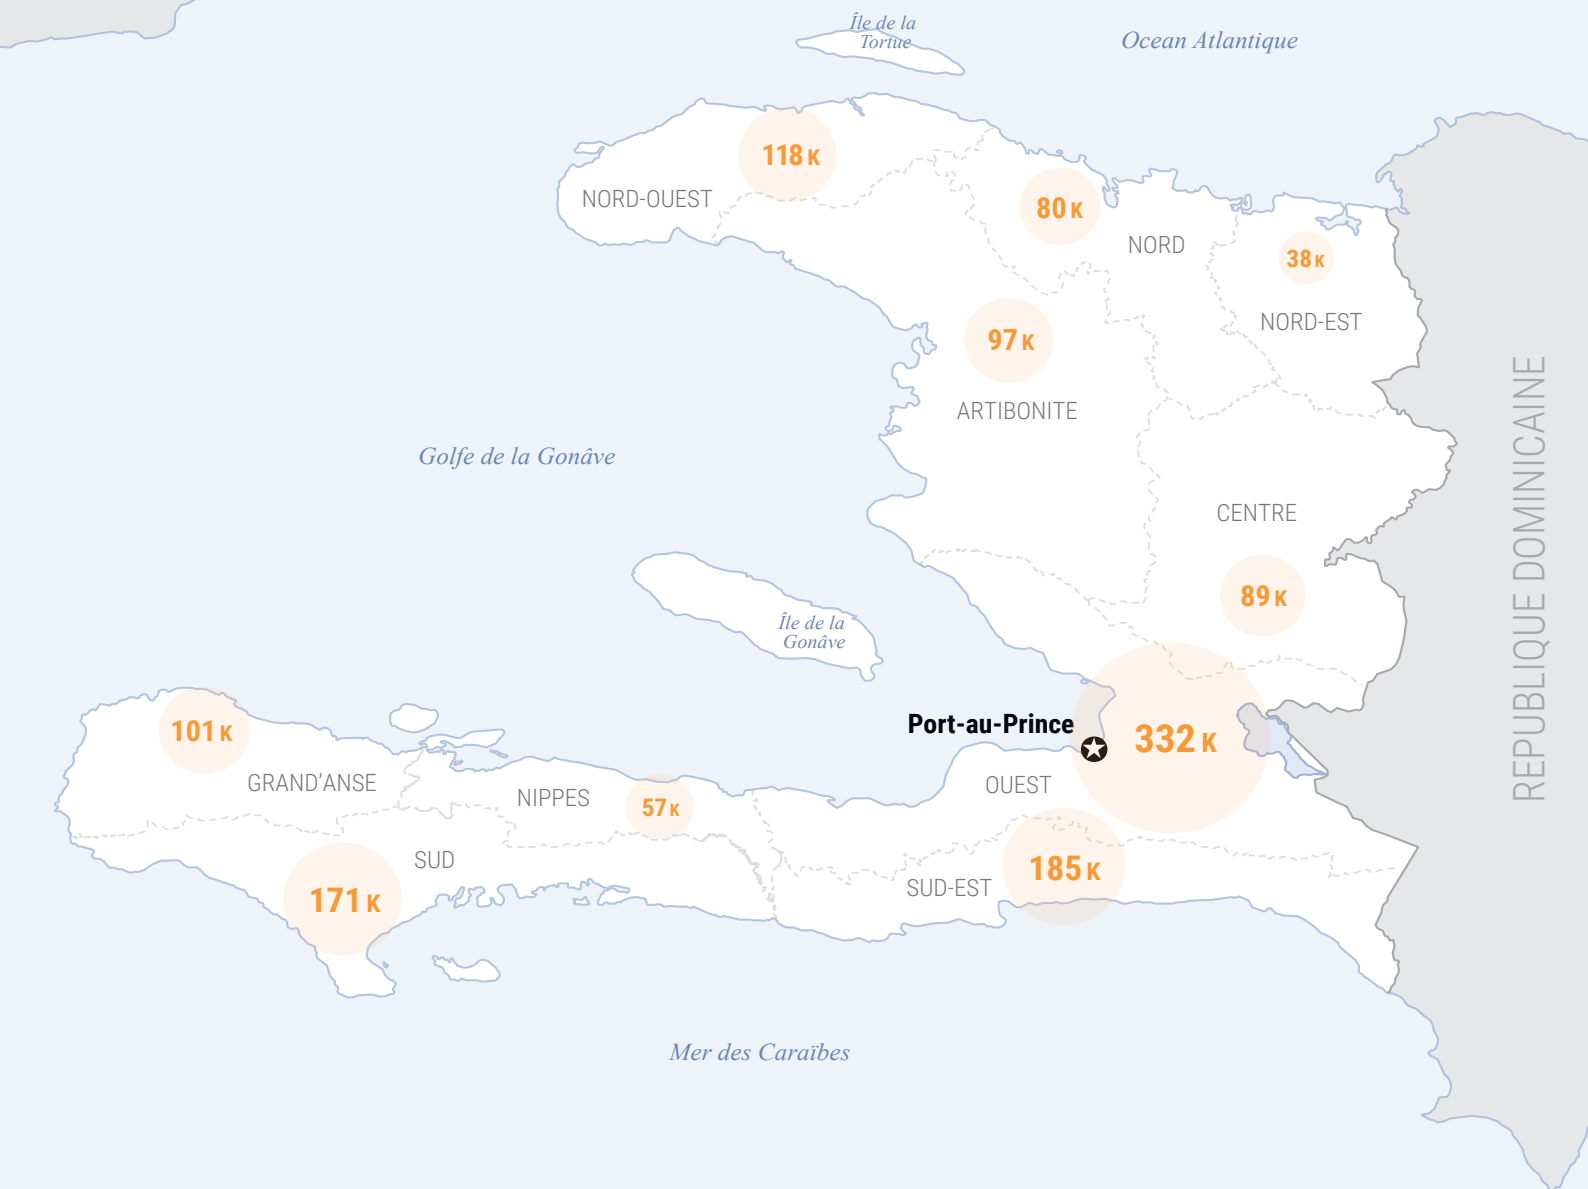 Île de la
Tortue
Ocean Atlantique
118 K
NORD-OUEST
80 K
NORD
38 K
NORD-EST
97 K
ARTIBONITE
REPUBLIQUE DOMINICAINE
Golfe de la Gonâve
CENTRE
89 K
Île de la
Gonâve
Port-au-Prince
332 K
101 K
GRAND'ANSE
NIPPES
57 K
OUEST
SUD
171 K
SUD-EST
185 K
Mer des Caraïbes